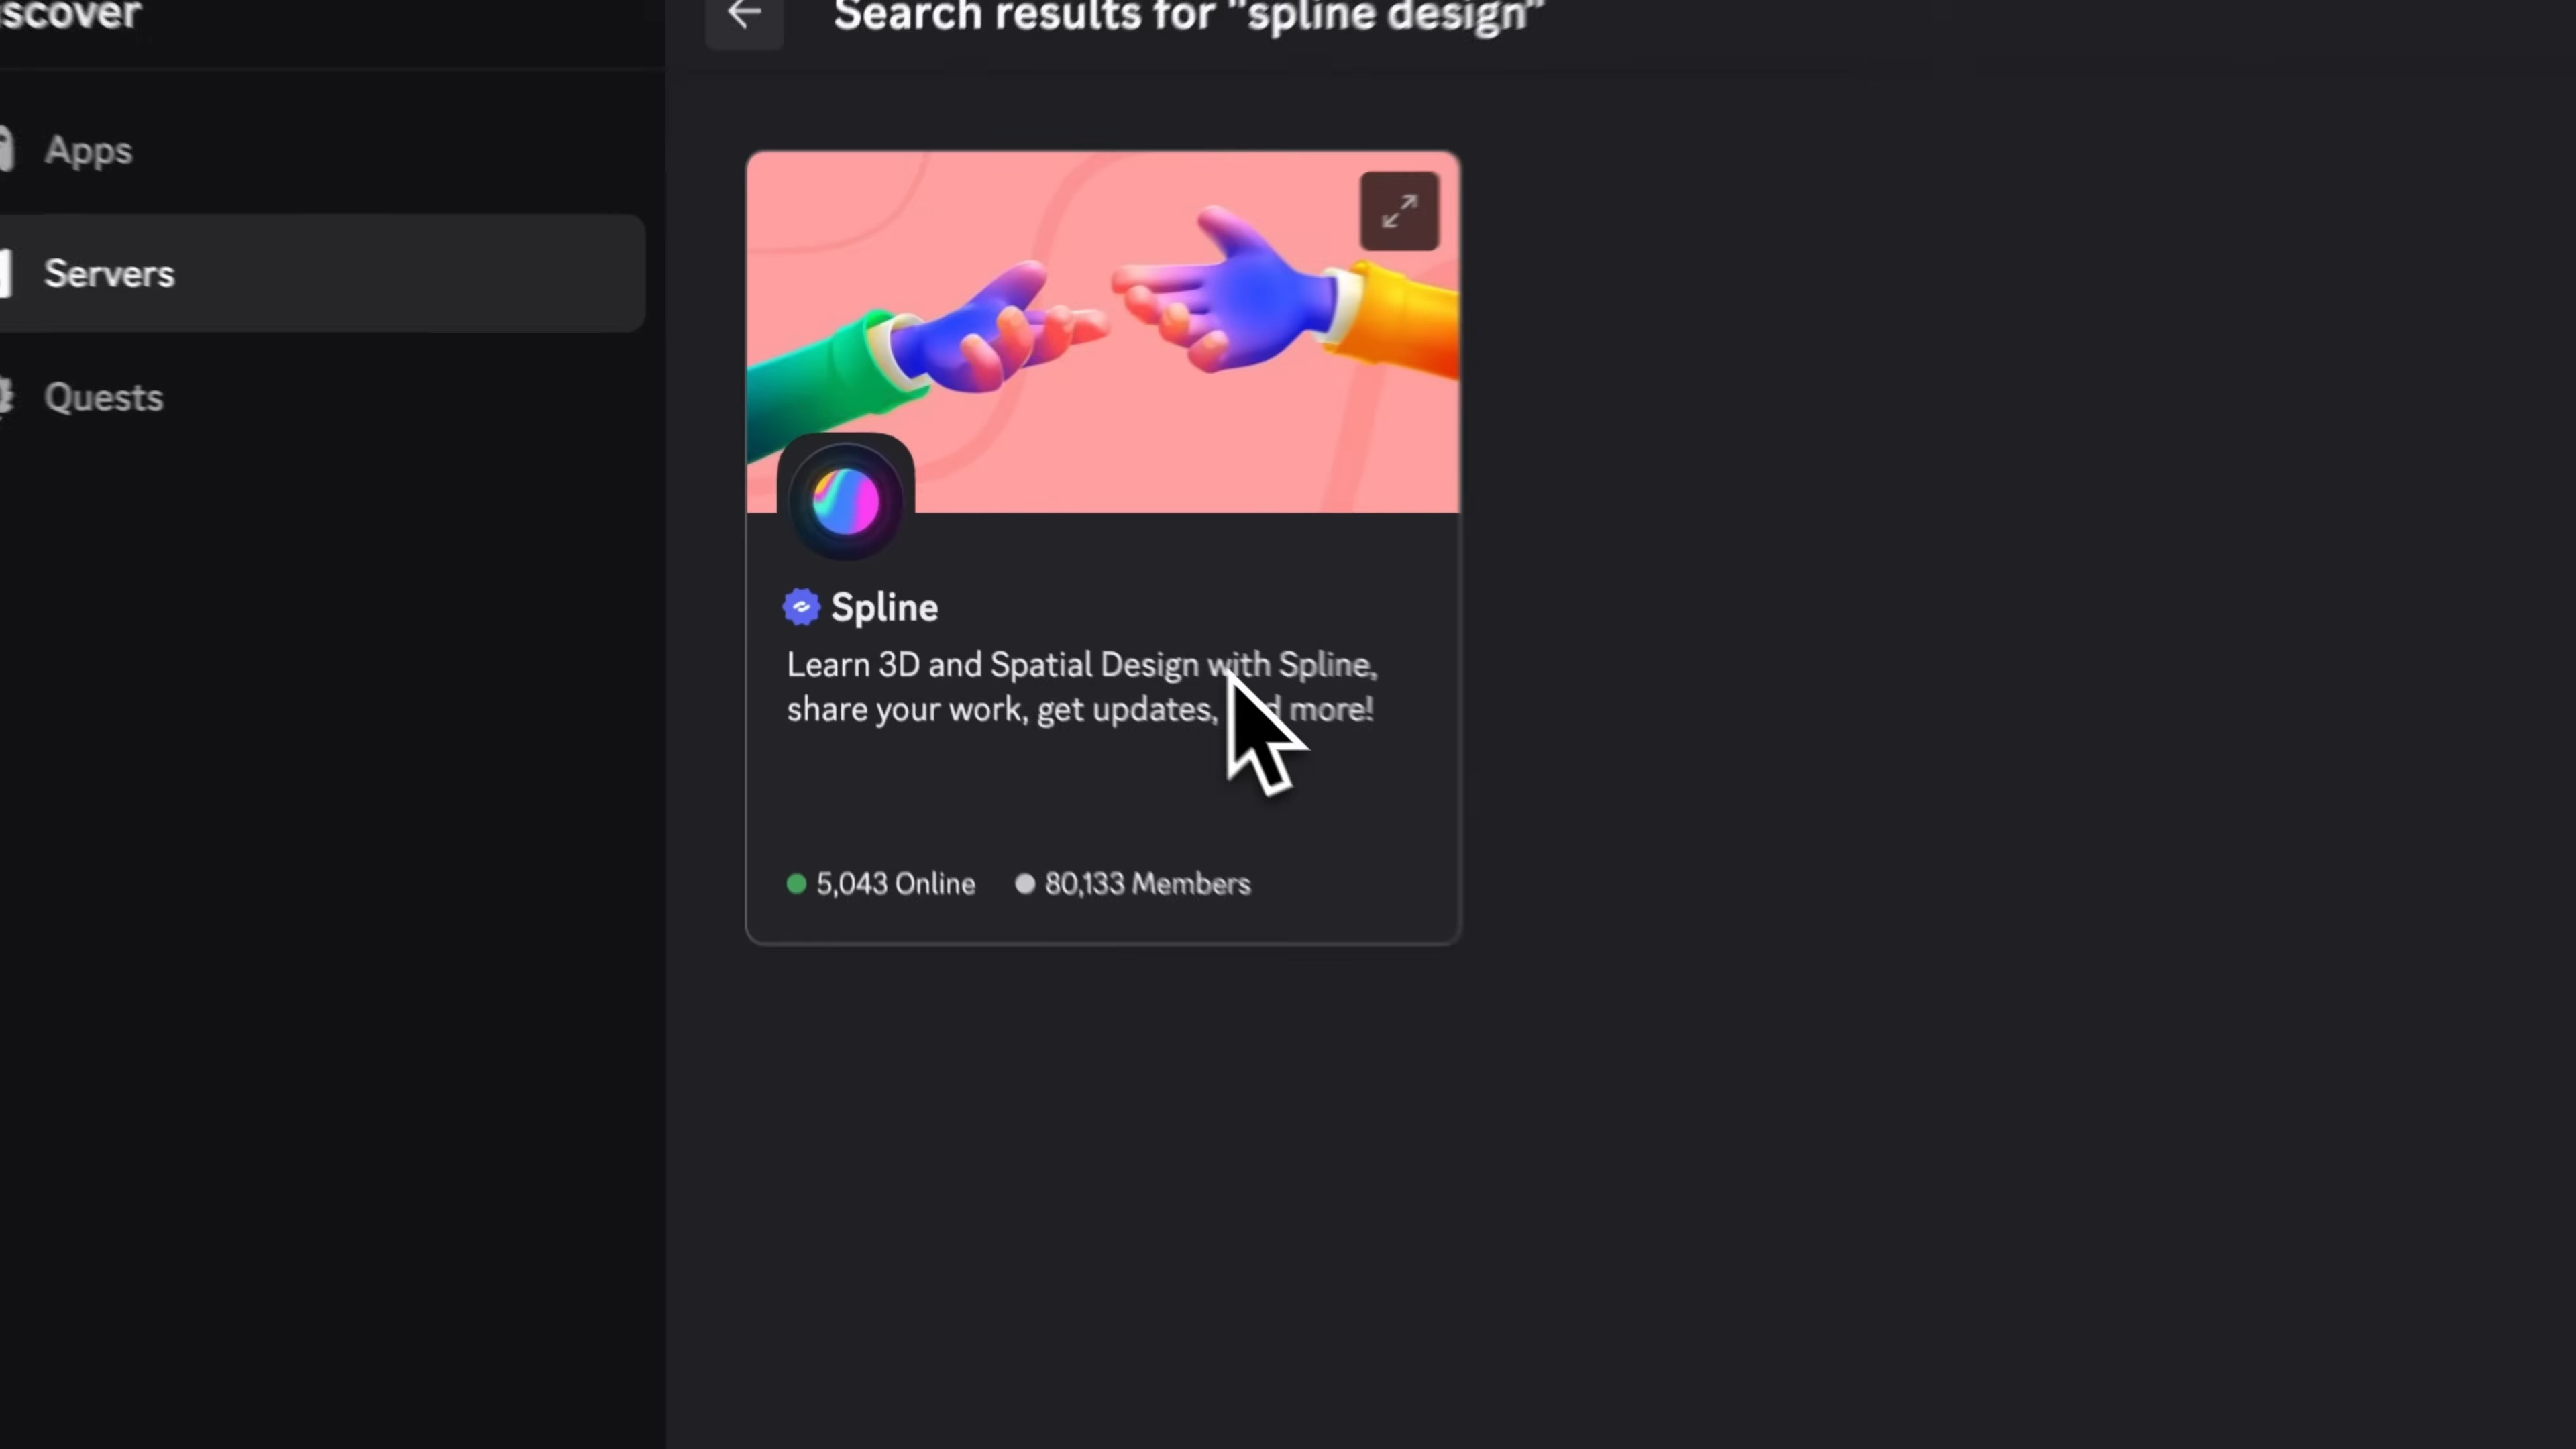 scover
Apps
Servers
Quests
Search results for "spline design"
Spline
Learn 3D and Spatial Design with Spline,
share your work, get updates, more!
5,043 Online
80,133 Members